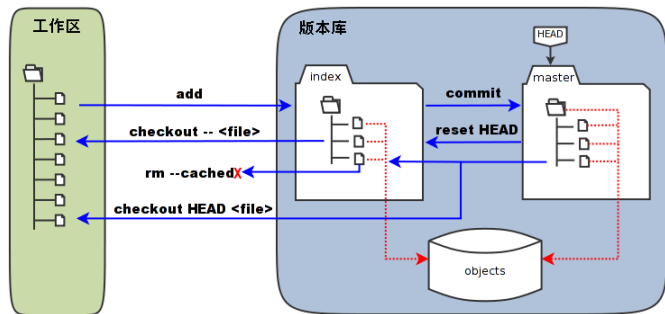 工作区
版本库
HEAD
index
master
add
commit
checkout -- <file>
reset HEAD
rm --cached X
checkout HEAD <file>
objects